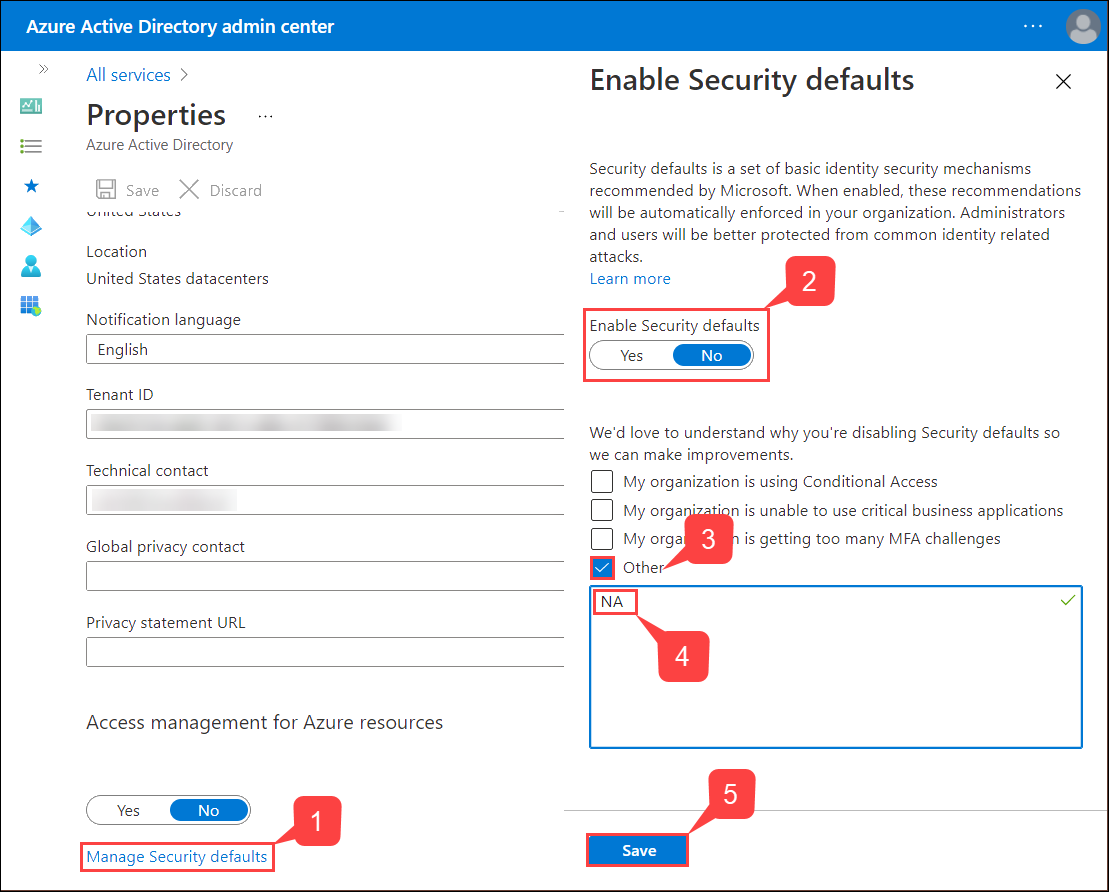 Azure Active Directory admin center
...
All services >
Properties ...
Azure Active Directory
Save
Discard
United States
Location
United States datacenters
Notification language
English
Tenant ID
Technical contact
Global privacy contact
Privacy statement URL
Access management for Azure resources
Yes No
1
Manage Security defaults
Enable Security defaults
Security defaults is a set of basic identity security mechanisms
recommended by Microsoft. When enabled, these recommendations
will be automatically enforced in your organization. Administrators
and users will be better protected from common identity related
attacks.
Learn more
2
Enable Security defaults
Yes No
We'd love to understand why you're disabling Security defaults so
we can make improvements.
My organization is using Conditional Access
My organization is unable to use critical business applications
My org n is getting too many MFA challenges
3
Other
NA
4
5
Save